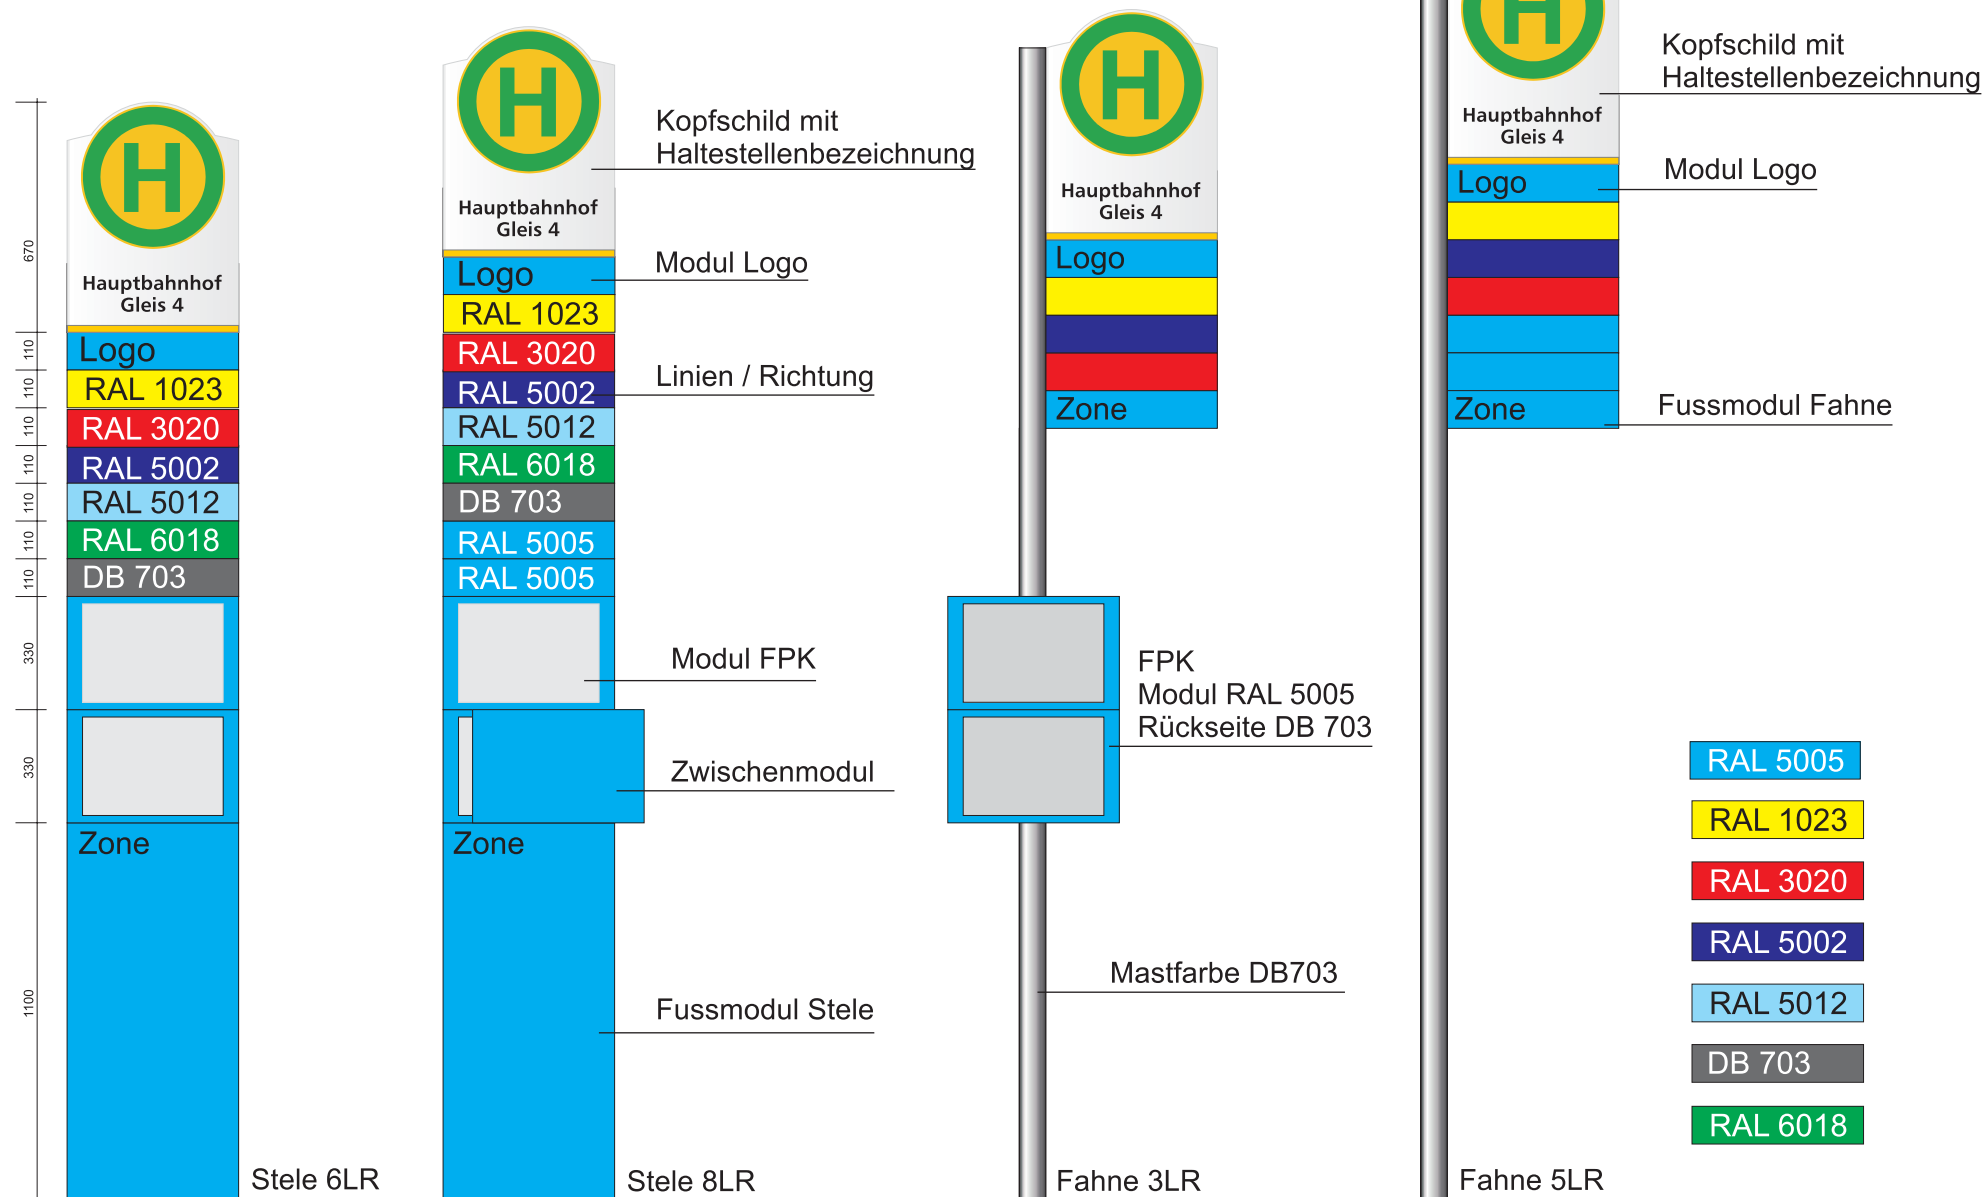 670
110
110
110
110
110
110
110
330
330
1100
H
Hauptbahnhof
Gleis 4
Logo
RAL 1023
RAL 3020
RAL 5002
RAL 5012
RAL 6018
DB 703
Zone
Stele 6LR
H
Hauptbahnhof
Gleis 4
Logo
RAL 1023
RAL 3020
RAL 5002
RAL 5012
RAL 6018
DB 703
RAL 5005
RAL 5005
Zone
Stele 8LR
Kopfschild mit
Haltestellenbezeichnung
Modul Logo
Linien / Richtung
Modul FPK
Zwischenmodul
Fussmodul Stele
H
Hauptbahnhof
Gleis 4
Logo
Zone
FPK
Modul RAL 5005
Rückseite DB 703
Mastfarbe DB703
Fahne 3LR
H
Hauptbahnhof
Gleis 4
Logo
Zone
Kopfschild mit
Haltestellenbezeichnung
Modul Logo
Fussmodul Fahne
Fahne 5LR
RAL 5005
RAL 1023
RAL 3020
RAL 5002
RAL 5012
DB 703
RAL 6018